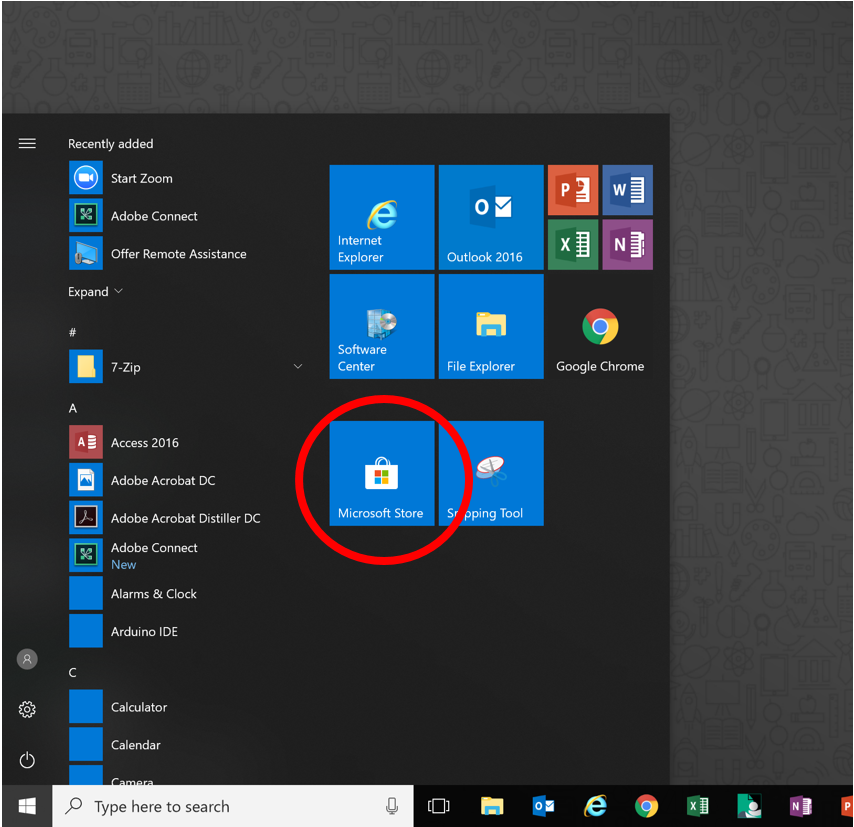 Recently added
Start Zoom
Adobe Connect
Offer Remote Assistance
Expand
#
7-Zip
A
Access 2016
Adobe Acrobat DC
Adobe Acrobat Distiller DC
Adobe Connect
New
Alarms & Clock
Arduino IDE
C
Calculator
Calendar
Camera
Internet
Explorer
Outlook 2016
Software
Center
File Explorer
Google Chrome
Microsoft Store
Snipping Tool
Type here to search